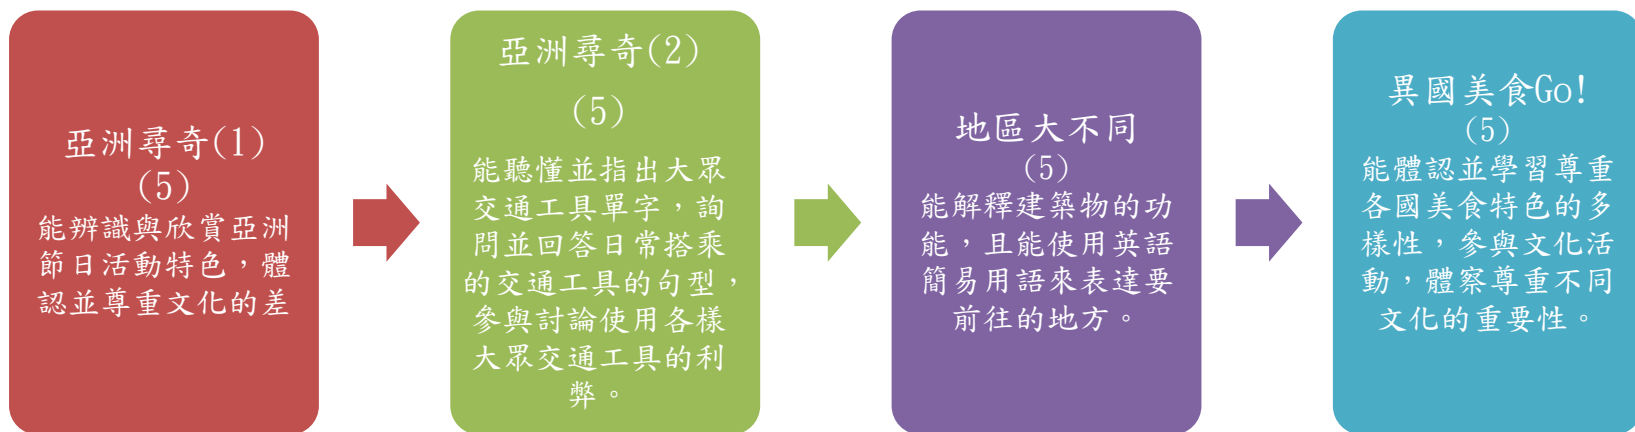 亞洲尋奇(1)
(5)
能辨識與欣賞亞洲
節日活動特色，體
認並尊重文化的差
亞洲尋奇(2)
(5)
能聽懂並指出大眾
交通工具單字，詢
問並回答日常搭乘
的交通工具的句型，
參與討論使用各樣
大眾交通工具的利
弊。
地區大不同
(5)
能解釋建築物的功
能，且能使用英語
簡易用語來表達要
前往的地方。
異國美食Go!
(5)
能體認並學習尊重
各國美食特色的多
樣性，參與文化活
動，體察尊重不同
文化的重要性。